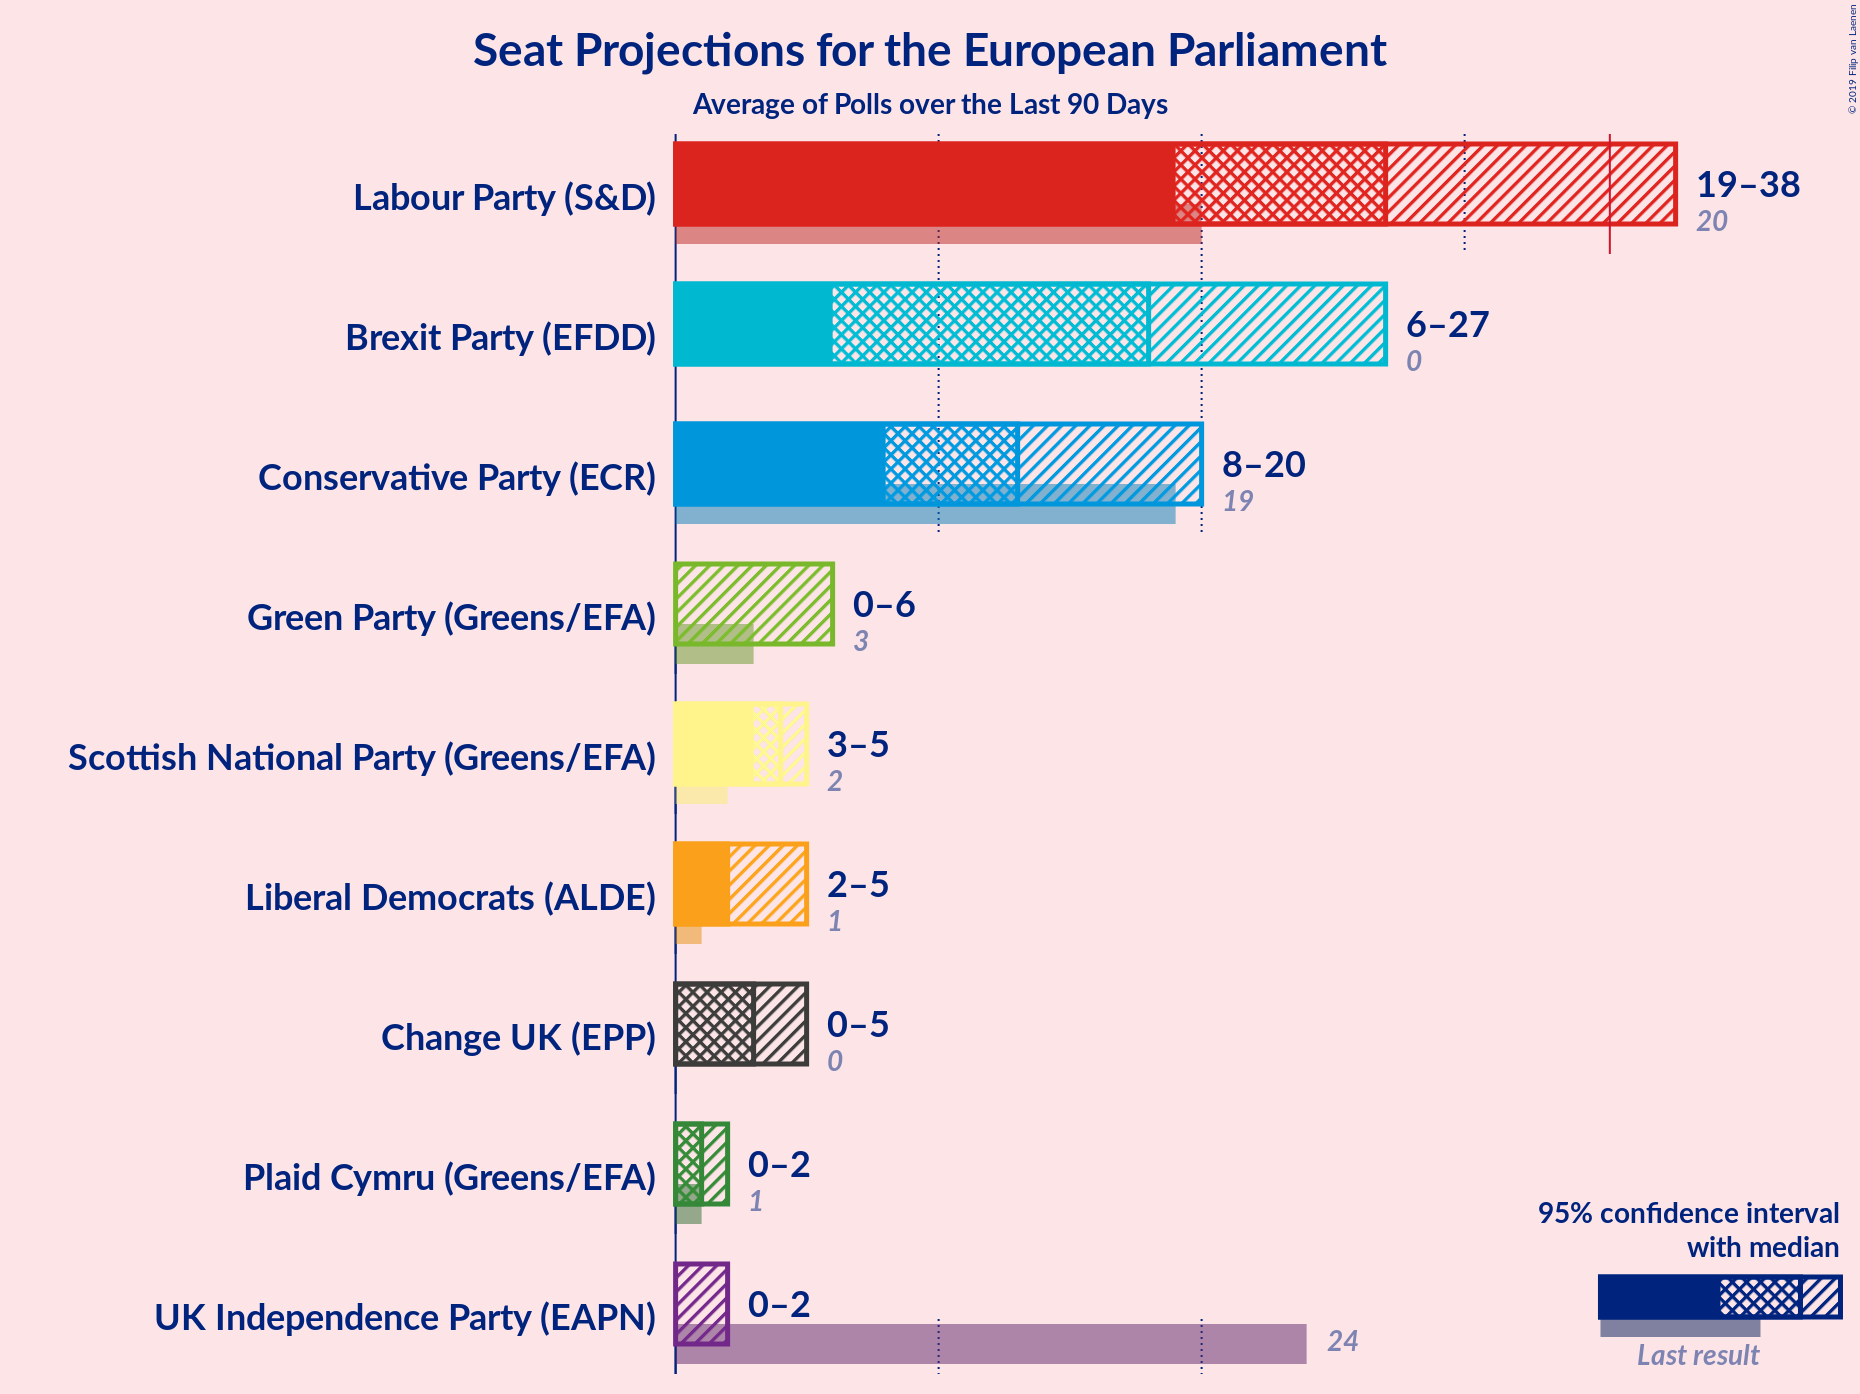 Seat Projections for the European Parliament
Average of Polls over the Last 90 Days
© 2019 Filip van Laenen
Labour Party (S&D)
19–38
20
Brexit Party (EFDD)
6–27
0
Conservative Party (ECR)
8–20
19
Green Party (Greens/EFA)
0–6
3
Scottish National Party (Greens/EFA)
3–5
2
Liberal Democrats (ALDE)
2–5
1
Change UK (EPP)
0–5
0
Plaid Cymru (Greens/EFA)
0–2
1
UK Independence Party (EAPN)
0–2
24
95% confidence interval
with median
Last result